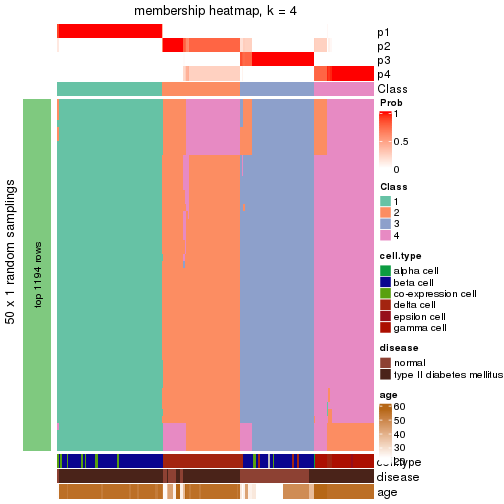 membership heatmap, k = 4
p1
p2
p3
p4
Class
50 x 1 random samplings
top 1194 rows
Prob
1
0.5
0
Class
1
2
3
4
cell.type
alpha cell
beta cell
co-expression cell
delta cell
epsilon cell
gamma cell
disease
normal
type II diabetes mellitus
age
60
50
40
30
cell.type
disease
age